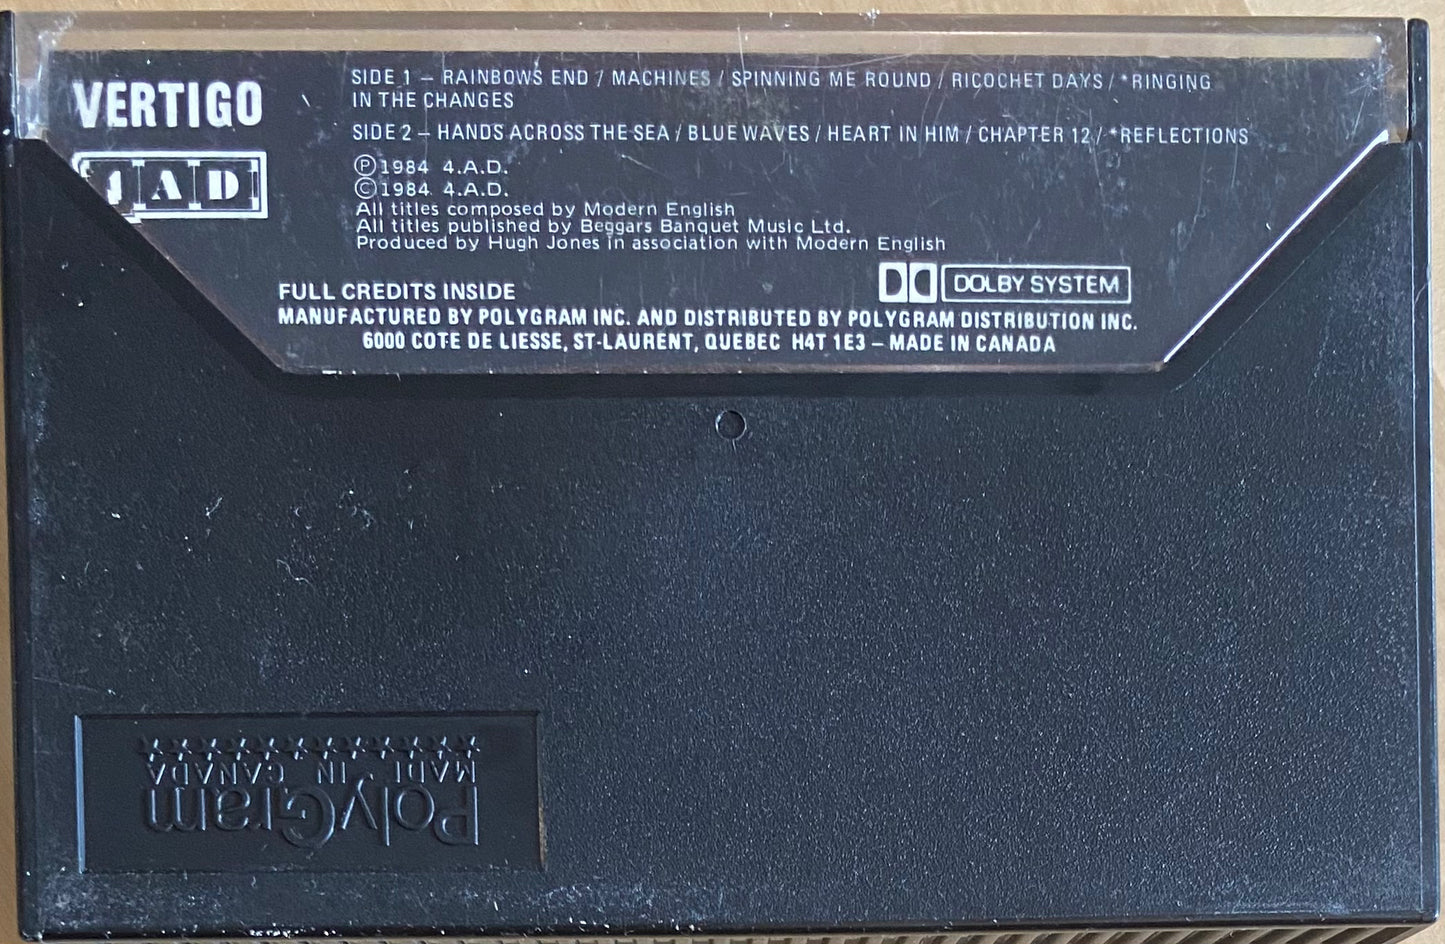 VERTIGO
4AD
SIDE 1 – RAINBOWS END / MACHINES / SPINNING ME ROUND / RICOCHET DAYS / *RINGING
IN THE CHANGES
SIDE 2 – HANDS ACROSS THE SEA / BLUE WAVES / HEART IN HIM / CHAPTER 12 / *REFLECTIONS
Ⓟ1984 4.A.D.
©1984 4.A.D.
All titles composed by Modern English
All titles published by Beggars Banquet Music Ltd.
Produced by Hugh Jones in association with Modern English
DOLBY SYSTEM
FULL CREDITS INSIDE
MANUFACTURED BY POLYGRAM INC. AND DISTRIBUTED BY POLYGRAM DISTRIBUTION INC.
6000 COTE DE LIESSE, ST-LAURENT, QUEBEC H4T 1E3 – MADE IN CANADA
PolyGram
MADE IN CANADA